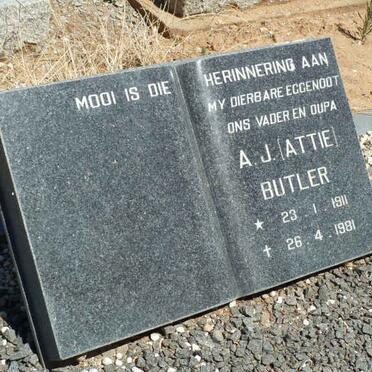 MOOI IS DIE HERINNERING AAN
MY DIERBARE EGGENOOT
ONS VADER EN OUPA
A.J. (ATTIE)
BUTLER
★ 23 . 1 . 1911
✝ 26 . 4 . 1981